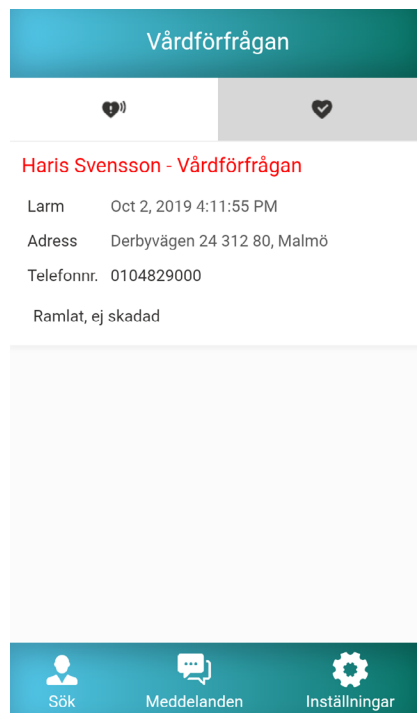 Vårdförfrågan
Haris Svensson - Vårdförfrågan
Larm Oct 2, 2019 4:11:55 PM
Adress Derbyvägen 24 312 80, Malmö
Telefonnr. 0104829000
Ramlat, ej skadad
Sök Meddelanden Inställningar